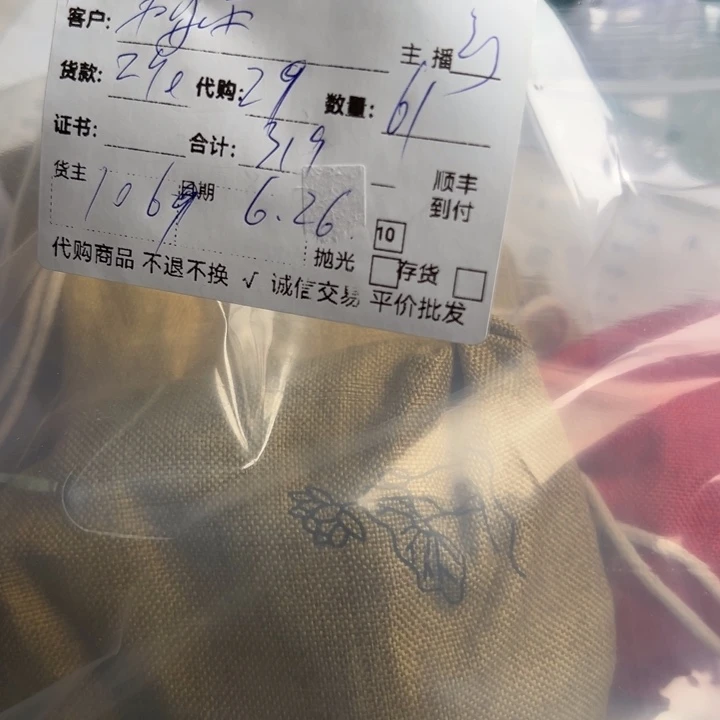 客户:
主播
货款: 290 代购: 29 数量: 61
证书: 合计: 319
货主 1069 日期 6.26 顺丰到付
10
抛光 存货
代购商品 不退不换 √ 诚信交易 平价批发